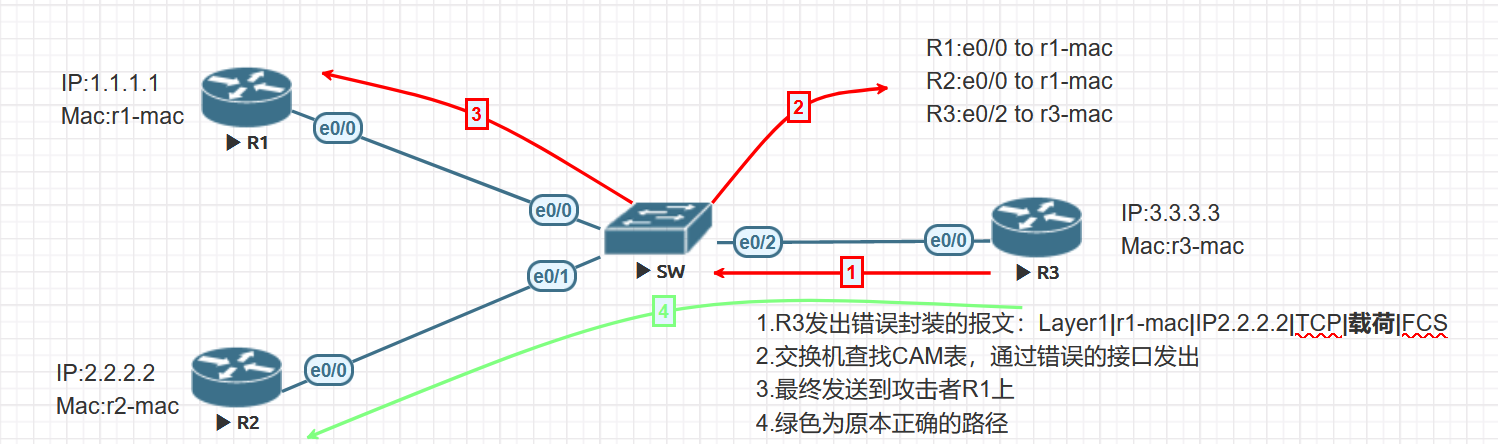 IP:1.1.1.1
Mac:r1-mac
R1
e0/0
3
2
R1:e0/0 to r1-mac
R2:e0/0 to r1-mac
R3:e0/2 to r3-mac
e0/0
e0/1
SW
e0/2
e0/0
R3
IP:3.3.3.3
Mac:r3-mac
1
4
IP:2.2.2.2
Mac:r2-mac
R2
e0/0
1.R3发出错误封装的报文：Layer1|r1-mac|IP2.2.2.2|TCP|载荷|FCS
2.交换机查找CAM表，通过错误的接口发出
3.最终发送到攻击者R1上
4.绿色为原本正确的路径